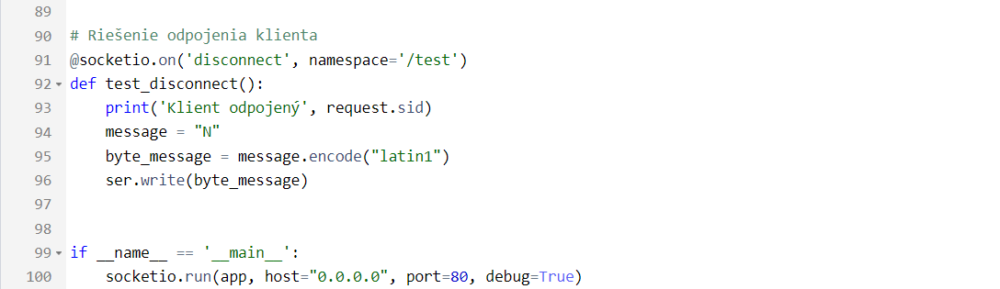 89
90 # Riešenie odpojenia klienta
91 @socketio.on('disconnect', namespace='/test')
92 def test_disconnect():
93     print('Klient odpojený', request.sid)
94     message = "N"
95     byte_message = message.encode("latin1")
96     ser.write(byte_message)
97
98
99 if __name__ == '__main__':
100     socketio.run(app, host="0.0.0.0", port=80, debug=True)